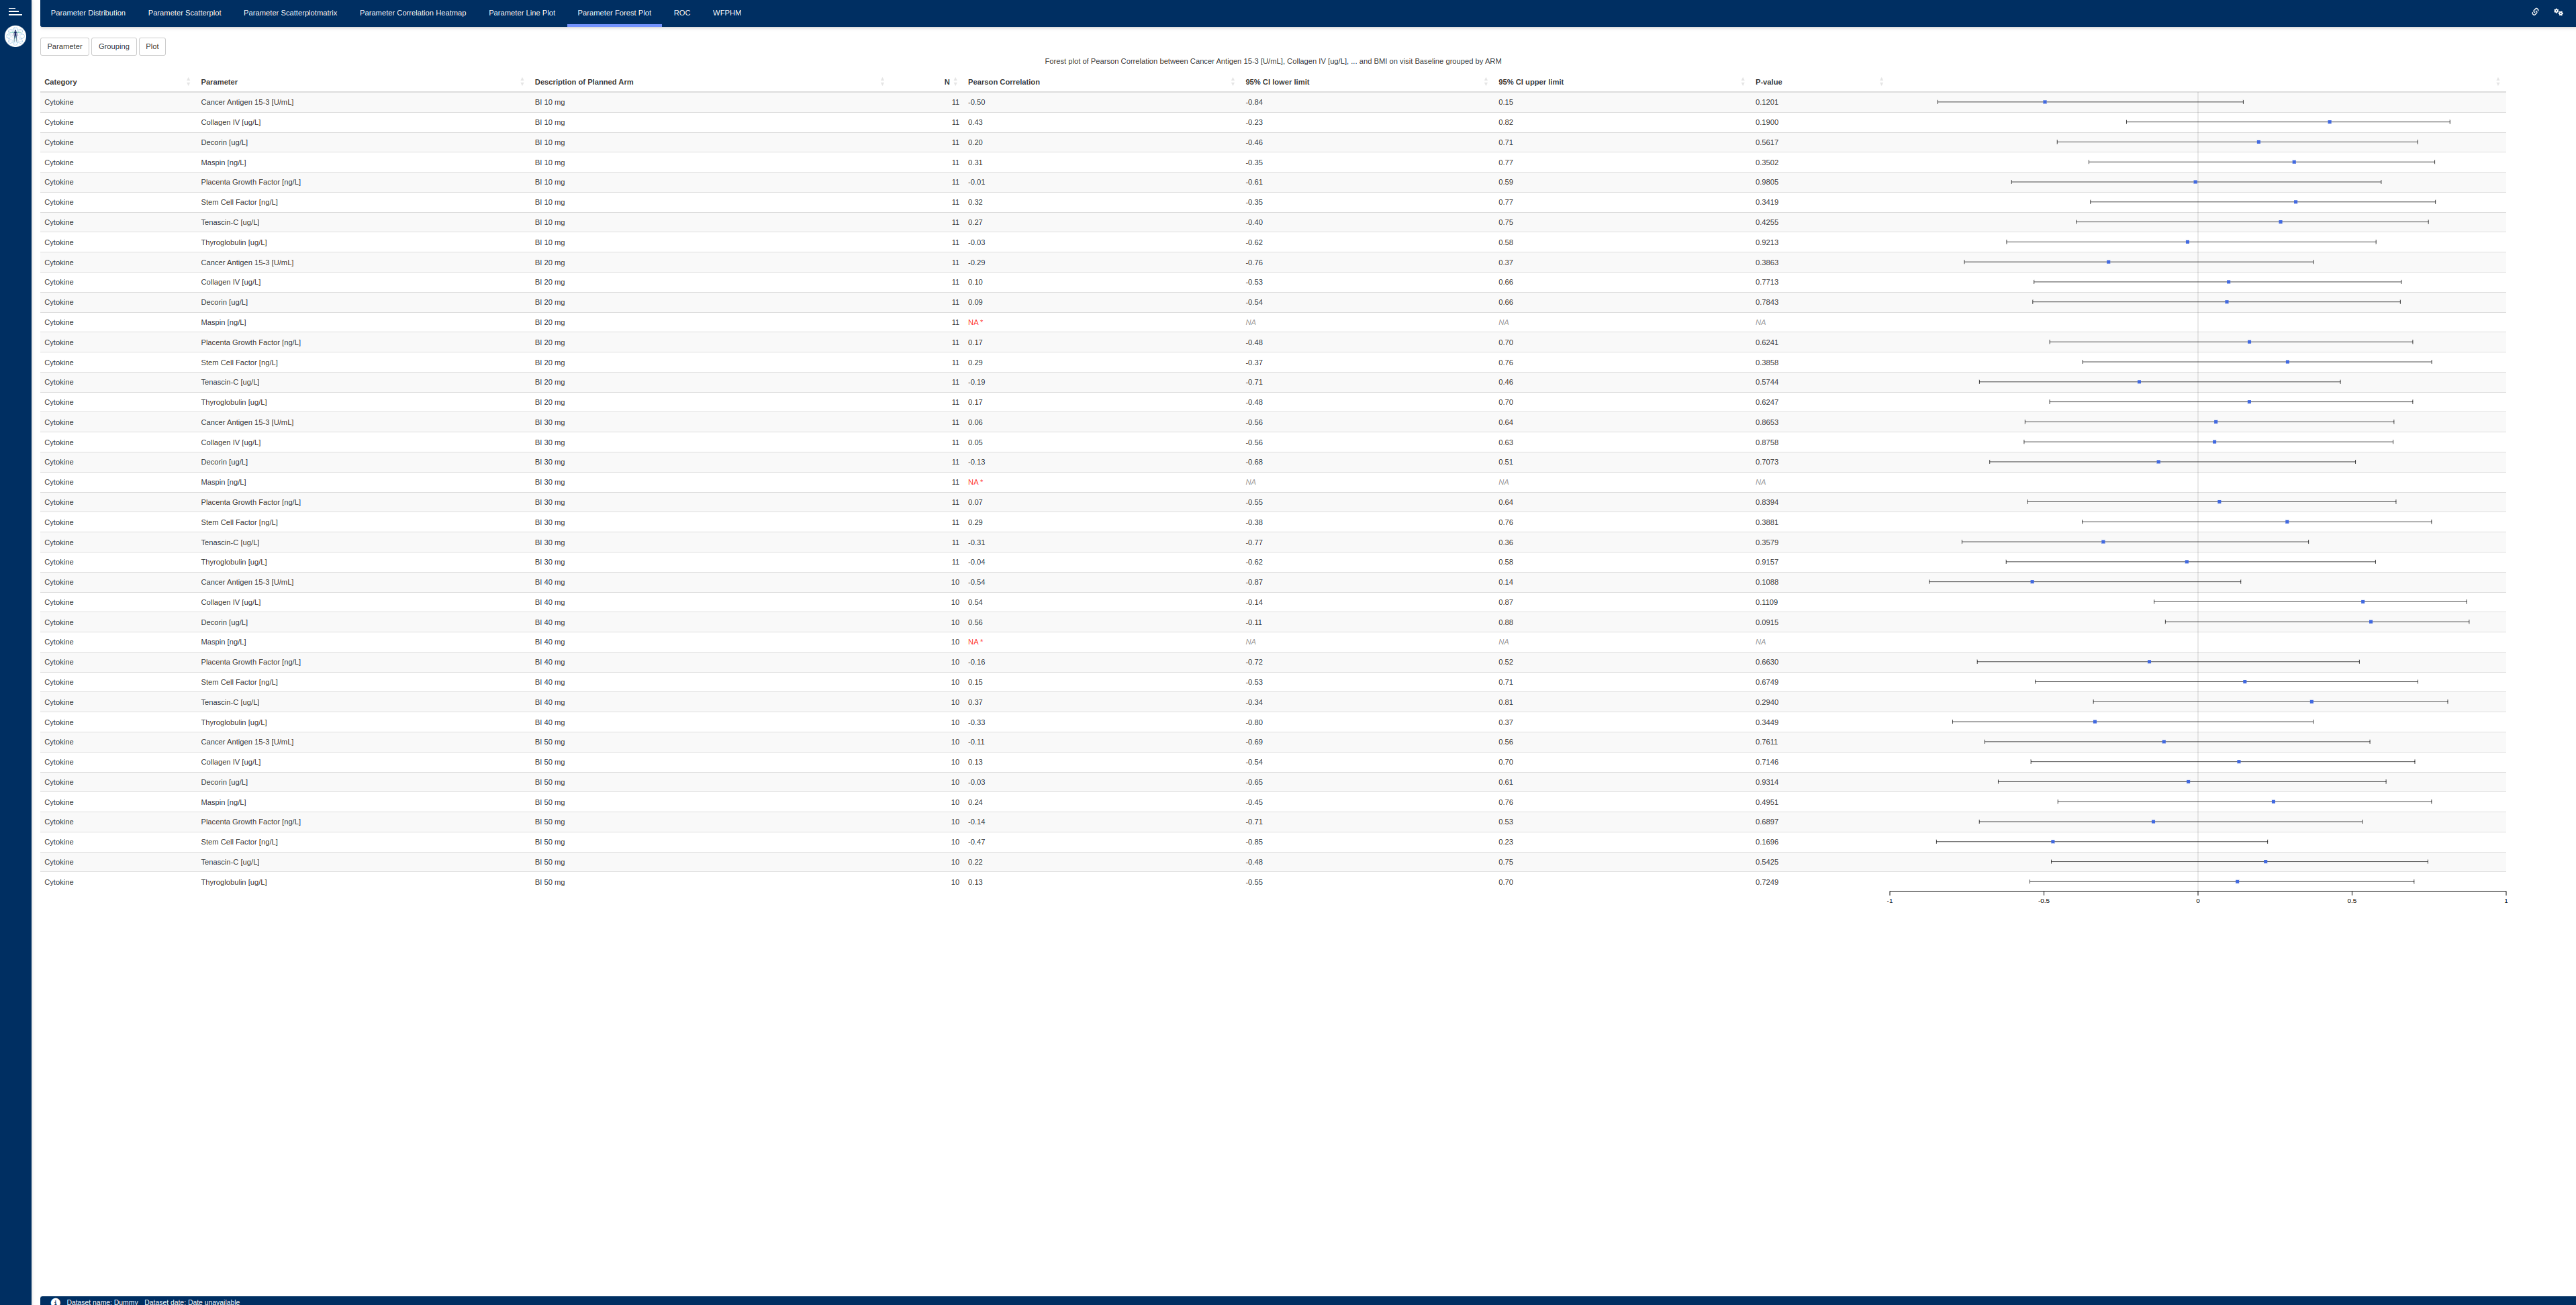 Parameter Distribution Parameter Scatterplot Parameter Scatterplotmatrix Parameter Correlation Heatmap Parameter Line Plot Parameter Forest Plot ROC WFPHM
Parameter Grouping Plot
Forest plot of Pearson Correlation between Cancer Antigen 15-3 [U/mL], Collagen IV [ug/L], ... and BMI on visit Baseline grouped by ARM
Category Parameter Description of Planned Arm N Pearson Correlation 95% CI lower limit 95% CI upper limit P-value
Cytokine Cancer Antigen 15-3 [U/mL] BI 10 mg 11 -0.50 -0.84 0.15 0.1201
Cytokine Collagen IV [ug/L] BI 10 mg 11 0.43 -0.23 0.82 0.1900
Cytokine Decorin [ug/L] BI 10 mg 11 0.20 -0.46 0.71 0.5617
Cytokine Maspin [ng/L] BI 10 mg 11 0.31 -0.35 0.77 0.3502
Cytokine Placenta Growth Factor [ng/L] BI 10 mg 11 -0.01 -0.61 0.59 0.9805
Cytokine Stem Cell Factor [ng/L] BI 10 mg 11 0.32 -0.35 0.77 0.3419
Cytokine Tenascin-C [ug/L] BI 10 mg 11 0.27 -0.40 0.75 0.4255
Cytokine Thyroglobulin [ug/L] BI 10 mg 11 -0.03 -0.62 0.58 0.9213
Cytokine Cancer Antigen 15-3 [U/mL] BI 20 mg 11 -0.29 -0.76 0.37 0.3863
Cytokine Collagen IV [ug/L] BI 20 mg 11 0.10 -0.53 0.66 0.7713
Cytokine Decorin [ug/L] BI 20 mg 11 0.09 -0.54 0.66 0.7843
Cytokine Maspin [ng/L] BI 20 mg 11 NA * NA NA NA
Cytokine Placenta Growth Factor [ng/L] BI 20 mg 11 0.17 -0.48 0.70 0.6241
Cytokine Stem Cell Factor [ng/L] BI 20 mg 11 0.29 -0.37 0.76 0.3858
Cytokine Tenascin-C [ug/L] BI 20 mg 11 -0.19 -0.71 0.46 0.5744
Cytokine Thyroglobulin [ug/L] BI 20 mg 11 0.17 -0.48 0.70 0.6247
Cytokine Cancer Antigen 15-3 [U/mL] BI 30 mg 11 0.06 -0.56 0.64 0.8653
Cytokine Collagen IV [ug/L] BI 30 mg 11 0.05 -0.56 0.63 0.8758
Cytokine Decorin [ug/L] BI 30 mg 11 -0.13 -0.68 0.51 0.7073
Cytokine Maspin [ng/L] BI 30 mg 11 NA * NA NA NA
Cytokine Placenta Growth Factor [ng/L] BI 30 mg 11 0.07 -0.55 0.64 0.8394
Cytokine Stem Cell Factor [ng/L] BI 30 mg 11 0.29 -0.38 0.76 0.3881
Cytokine Tenascin-C [ug/L] BI 30 mg 11 -0.31 -0.77 0.36 0.3579
Cytokine Thyroglobulin [ug/L] BI 30 mg 11 -0.04 -0.62 0.58 0.9157
Cytokine Cancer Antigen 15-3 [U/mL] BI 40 mg 10 -0.54 -0.87 0.14 0.1088
Cytokine Collagen IV [ug/L] BI 40 mg 10 0.54 -0.14 0.87 0.1109
Cytokine Decorin [ug/L] BI 40 mg 10 0.56 -0.11 0.88 0.0915
Cytokine Maspin [ng/L] BI 40 mg 10 NA * NA NA NA
Cytokine Placenta Growth Factor [ng/L] BI 40 mg 10 -0.16 -0.72 0.52 0.6630
Cytokine Stem Cell Factor [ng/L] BI 40 mg 10 0.15 -0.53 0.71 0.6749
Cytokine Tenascin-C [ug/L] BI 40 mg 10 0.37 -0.34 0.81 0.2940
Cytokine Thyroglobulin [ug/L] BI 40 mg 10 -0.33 -0.80 0.37 0.3449
Cytokine Cancer Antigen 15-3 [U/mL] BI 50 mg 10 -0.11 -0.69 0.56 0.7611
Cytokine Collagen IV [ug/L] BI 50 mg 10 0.13 -0.54 0.70 0.7146
Cytokine Decorin [ug/L] BI 50 mg 10 -0.03 -0.65 0.61 0.9314
Cytokine Maspin [ng/L] BI 50 mg 10 0.24 -0.45 0.76 0.4951
Cytokine Placenta Growth Factor [ng/L] BI 50 mg 10 -0.14 -0.71 0.53 0.6897
Cytokine Stem Cell Factor [ng/L] BI 50 mg 10 -0.47 -0.85 0.23 0.1696
Cytokine Tenascin-C [ug/L] BI 50 mg 10 0.22 -0.48 0.75 0.5425
Cytokine Thyroglobulin [ug/L] BI 50 mg 10 0.13 -0.55 0.70 0.7249
-1 -0.5 0 0.5 1
Dataset name: Dummy Dataset date: Date unavailable